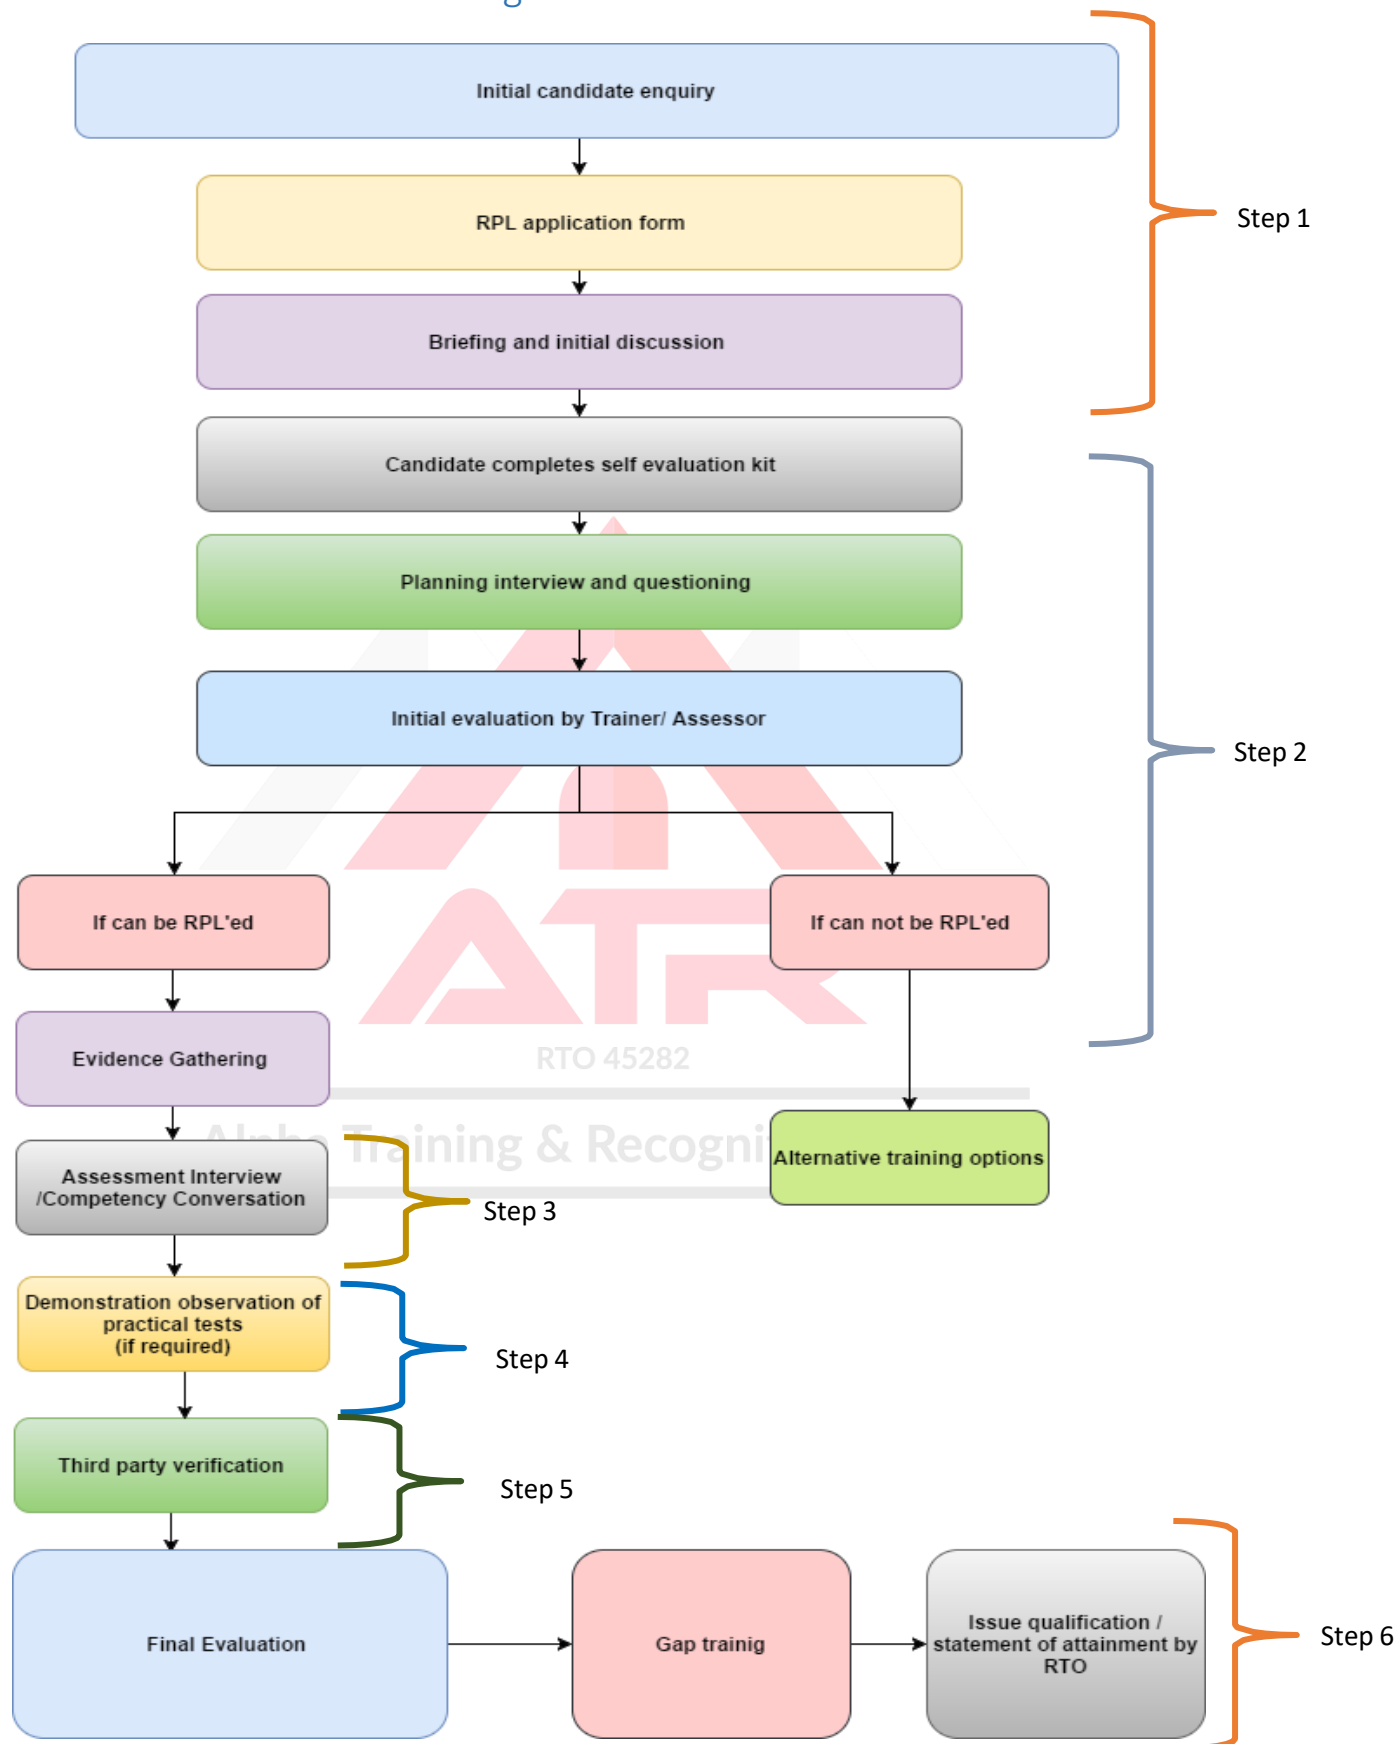 Initial candidate enquiry
RPL application form
Step 1
Briefing and initial discussion
Candidate completes self evaluation kit
Planning interview and questioning
Initial evaluation by Trainer/ Assessor
Step 2
If can be RPL'ed
If can not be RPL'ed
ATR
RTO 45282
Evidence Gathering
Training & Recogni
Assessment Interview
/Competency Conversation
Alternative training options
Step 3
Demonstration observation of
practical tests
(if required)
Step 4
Third party verification
Step 5
Final Evaluation
Gap trainig
Issue qualification /
statement of attainment by
RTO
Step 6